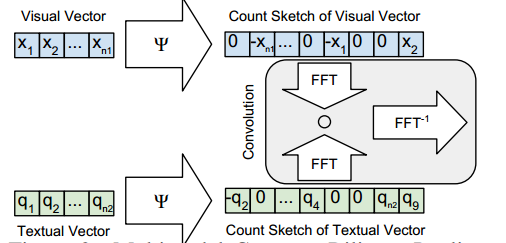 Visual Vector
Count Sketch of Visual Vector
x1 x2 ... xn1
Ψ
0 -xn1 ... 0 -x1 0 0 x2
Convolution
FFT
FFT-1
FFT
q1 q2 ... qn2
Ψ
-q2 0 ... q4 0 0 qn2 q9
Textual Vector
Count Sketch of Textual Vector